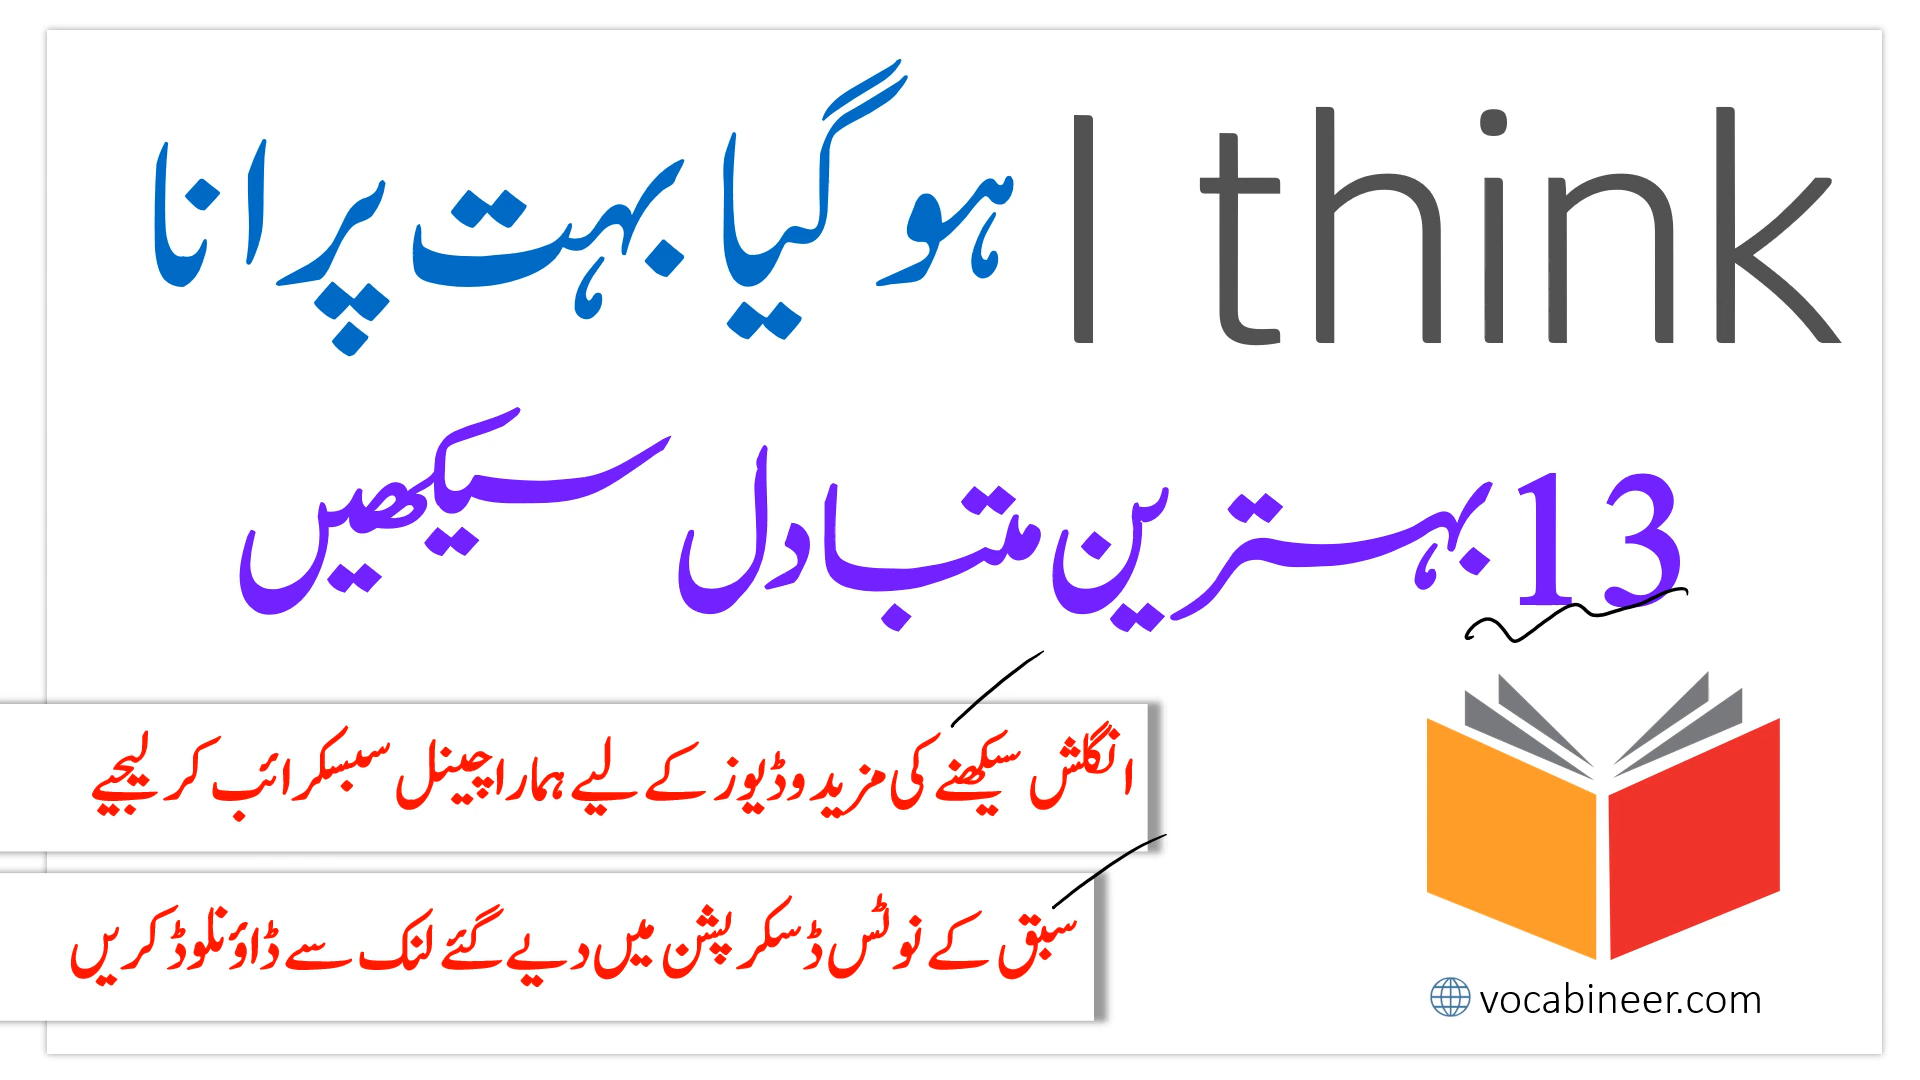 I think ہو گیا بہت پرانا
13 بہترین متبادل سیکھیں
انگلش سیکھنے کی مزید وڈیوز کے لیے ہمارا چینل سبسکرائب کر لیجیے
سبق کے نوٹس ڈسکرپشن میں دیے گئے لنک سے ڈاؤنلوڈ کریں
vocabineer.com